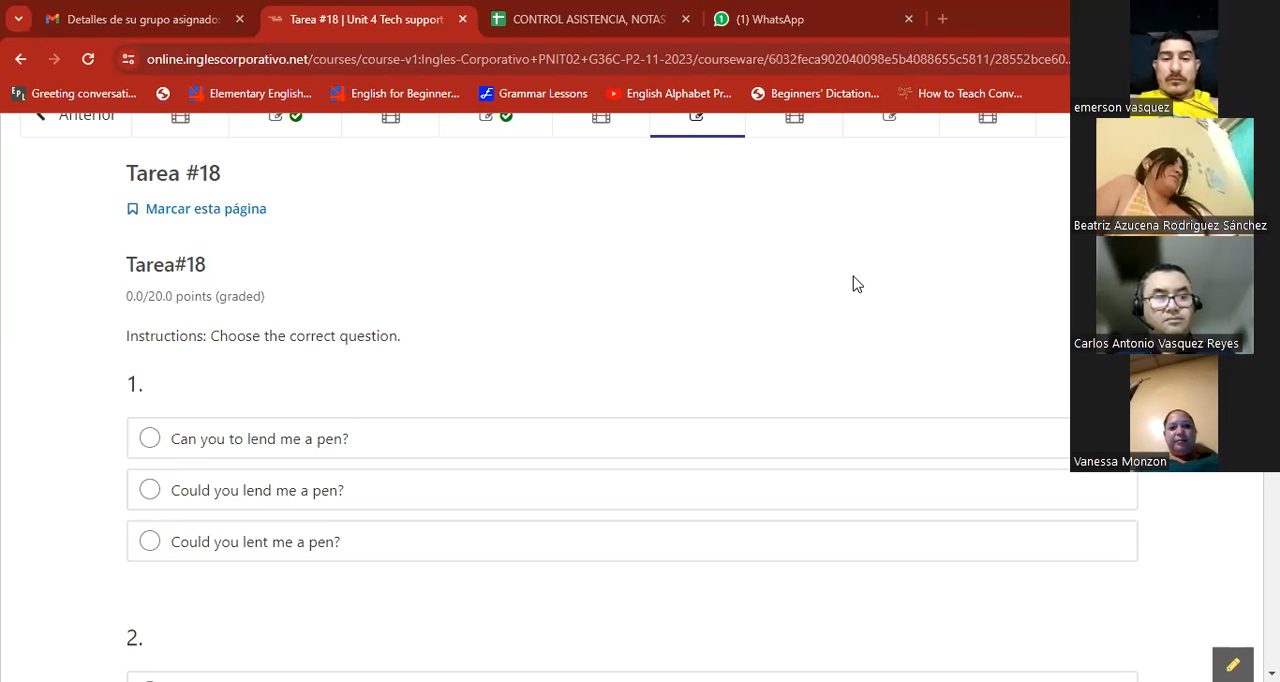 Detalles de su grupo asignado:
Tarea #18 | Unit 4 Tech support
CONTROL ASISTENCIA, NOTAS
(1) WhatsApp
online.inglescorporativo.net/courses/course-v1:Ingles-Corporativo+PNIT02+G36C-P2-11-2023/courseware/6032feca902040098e5b4088655c5811/28552bce60...
Greeting conversati...
Elementary English...
English for Beginner...
Grammar Lessons
English Alphabet Pr...
Beginners' Dictation...
How to Teach Conv...
Anterior
Tarea #18
Marcar esta página
Tarea#18
0.0/20.0 points (graded)
Instructions: Choose the correct question.
1.
Can you to lend me a pen?
Could you lend me a pen?
Could you lent me a pen?
2.
emerson vasquez
Beatriz Azucena Rodriguez Sánchez
Carlos Antonio Vasquez Reyes
Vanessa Monzon